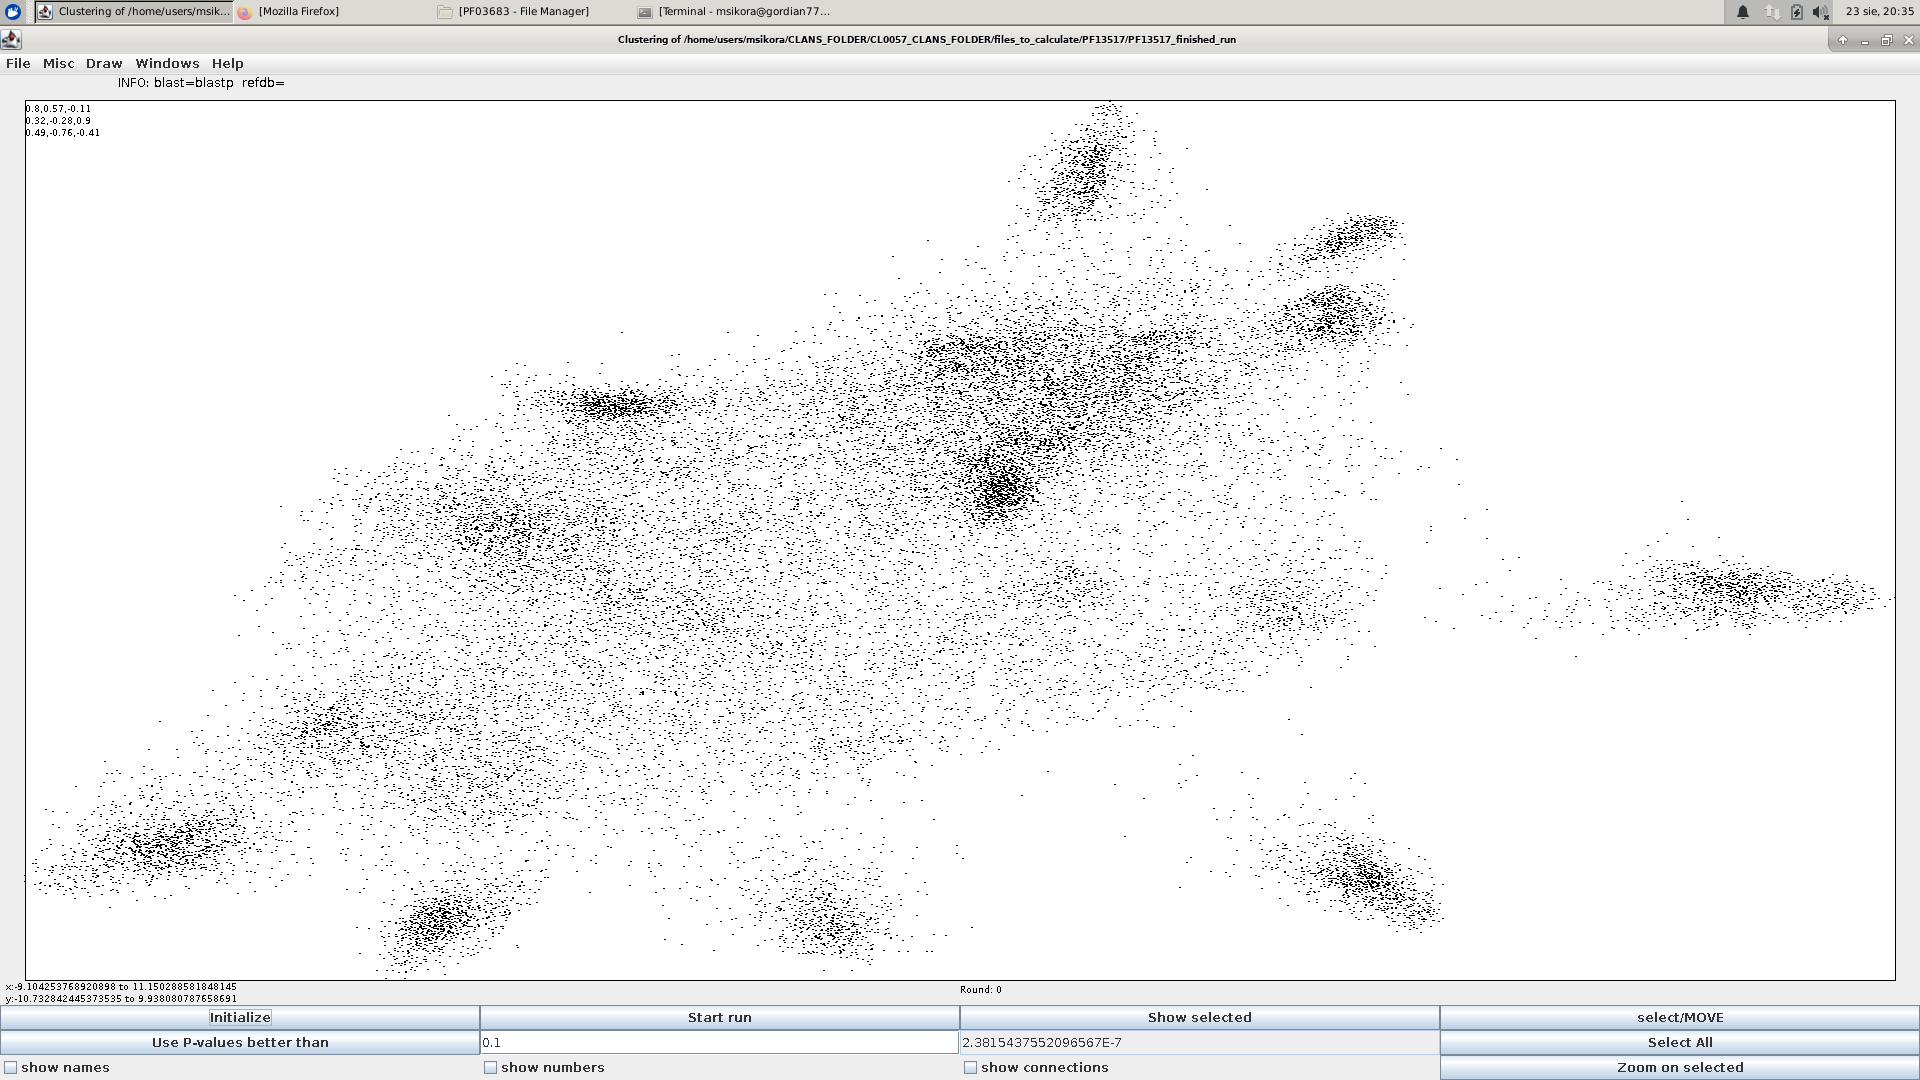 Clustering of /home/users/msik...
[Mozilla Firefox]
[PF03683 - File Manager]
[Terminal - msikora@gordian77...
23 sie, 20:35
Clustering of /home/users/msikora/CLANS_FOLDER/CL0057_CLANS_FOLDER/files_to_calculate/PF13517/PF13517_finished_run
File Misc Draw Windows Help
INFO: blast=blastp refdb=
0.8,0.57,-0.11
0.32,-0.28,0.9
0.49,-0.76,-0.41
x:-9.104253768920898 to 11.150288581848145
y:-10.732842445373535 to 9.938080787658691
Round: 0
Initialize
Start run
Show selected
select/MOVE
Use P-values better than
0.1
2.3815437552096567E-7
Select All
show names
show numbers
show connections
Zoom on selected